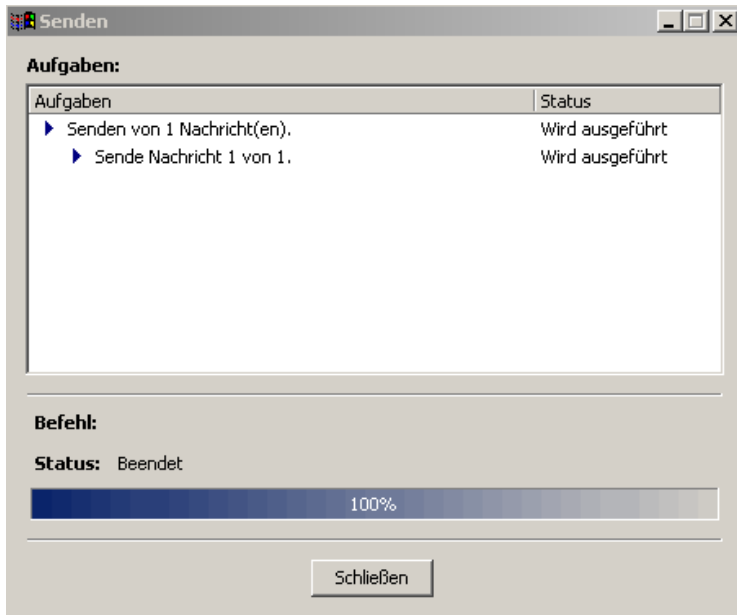 Senden
Aufgaben:
Aufgaben Status
Senden von 1 Nachricht(en). Wird ausgeführt
Sende Nachricht 1 von 1. Wird ausgeführt
Befehl:
Status: Beendet
100%
Schließen